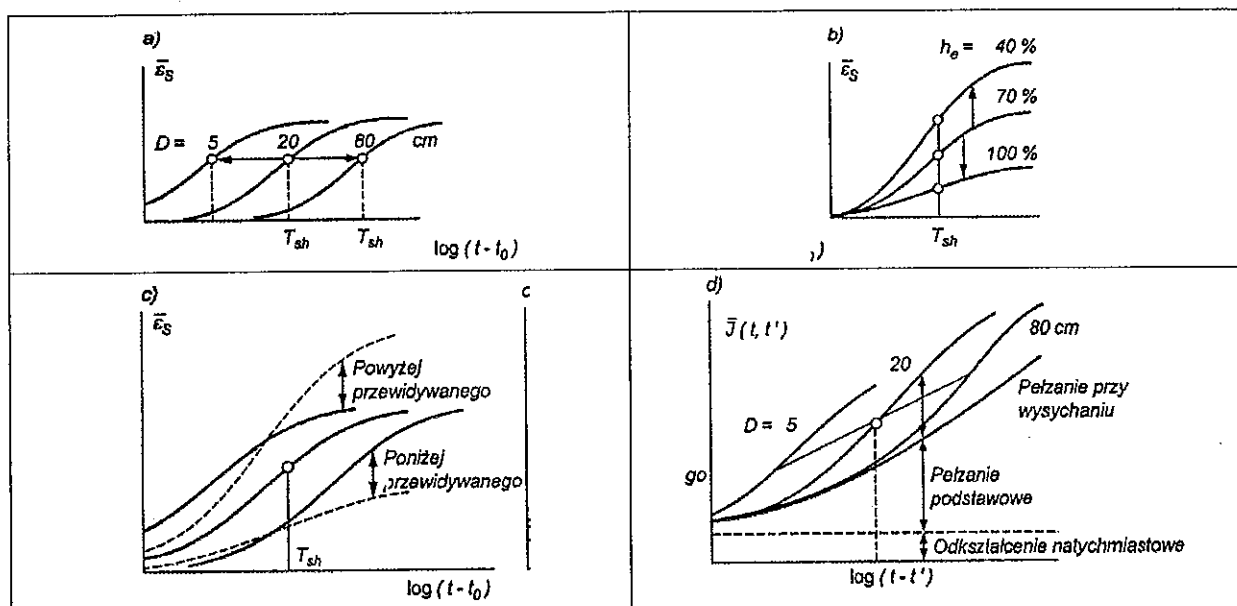 a)
ε̅S
D = 5 20 80 cm
Tsh Tsh
log (t - t0)
b)
he = 40 %
ε̅S
70 %
100 %
Tsh
)
c)
ε̅S
Powyżej
przewidywanego
Poniżej
przewidywanego
Tsh
log (t - t0)
c
d)
J̅ (t, t')
80 cm
20
Pełzanie przy
wysychaniu
D = 5
go
Pełzanie
podstawowe
Odkształcenie natychmiastowe
log (t - t')